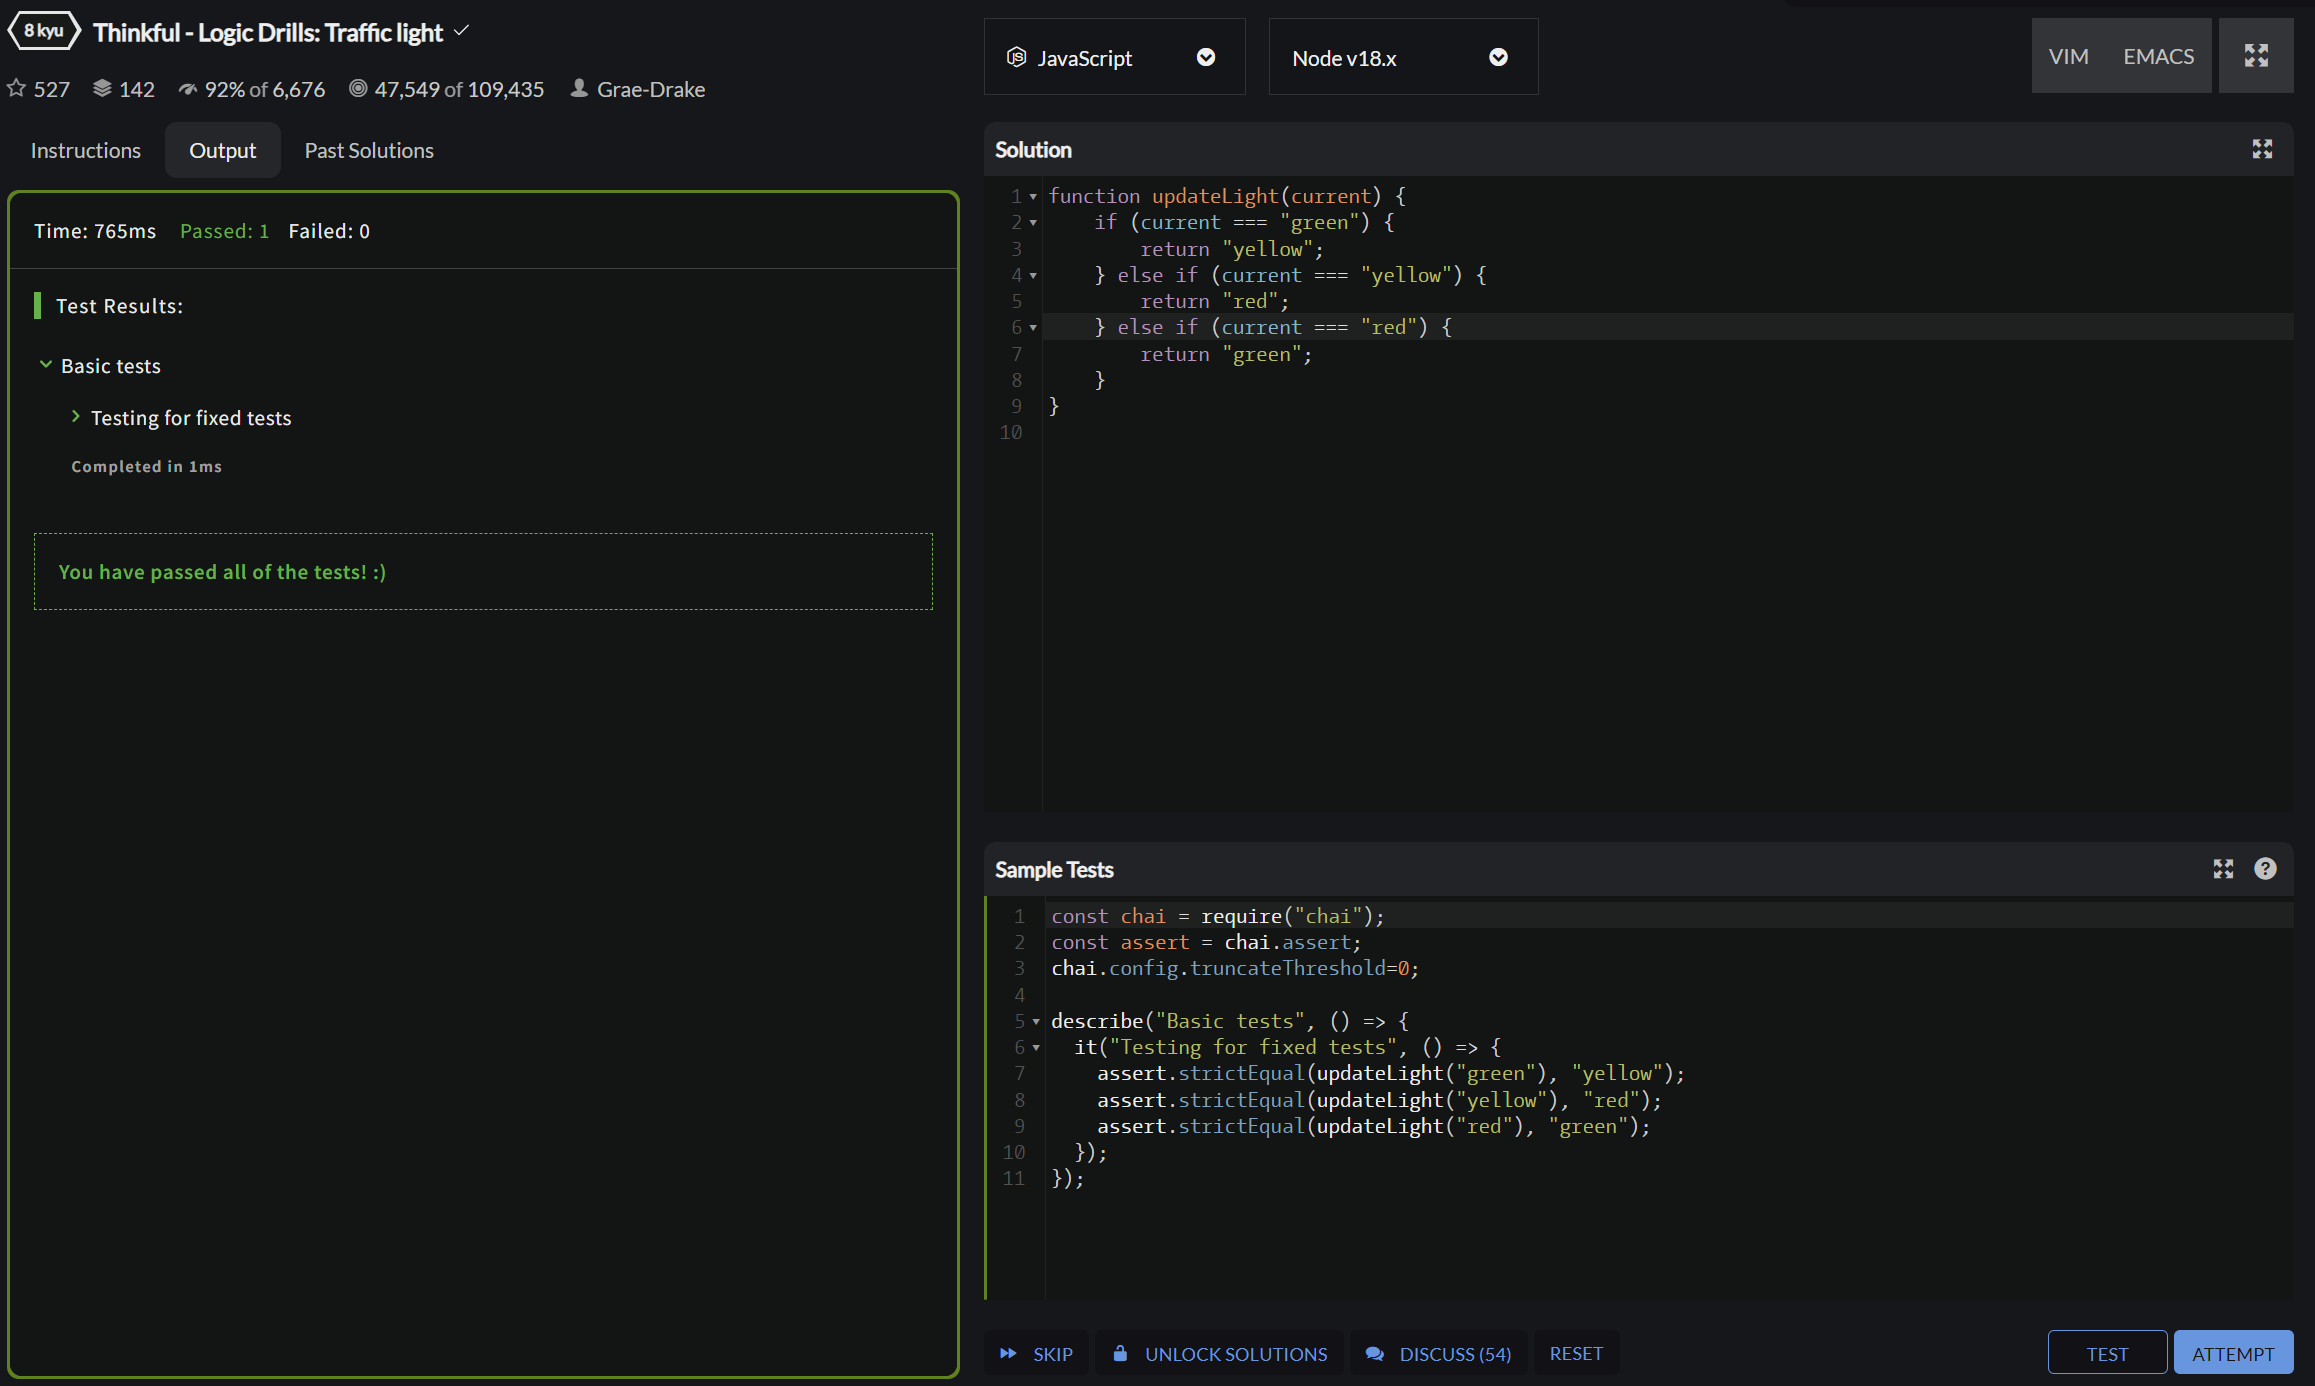 8 kyu
Thinkful - Logic Drills: Traffic light
527 142 92% of 6,676 47,549 of 109,435 Grae-Drake
Instructions Output Past Solutions
Time: 765ms Passed: 1 Failed: 0
Test Results:
Basic tests
Testing for fixed tests
Completed in 1ms
You have passed all of the tests! :)
JavaScript
Node v18.x
VIM EMACS
Solution
1 function updateLight(current) {
2     if (current === "green") {
3         return "yellow";
4     } else if (current === "yellow") {
5         return "red";
6     } else if (current === "red") {
7         return "green";
8     }
9 }
10
Sample Tests
?
1 const chai = require("chai");
2 const assert = chai.assert;
3 chai.config.truncateThreshold=0;
4
5 describe("Basic tests", () => {
6   it("Testing for fixed tests", () => {
7     assert.strictEqual(updateLight("green"), "yellow");
8     assert.strictEqual(updateLight("yellow"), "red");
9     assert.strictEqual(updateLight("red"), "green");
10   });
11 });
SKIP UNLOCK SOLUTIONS DISCUSS (54) RESET
TEST ATTEMPT